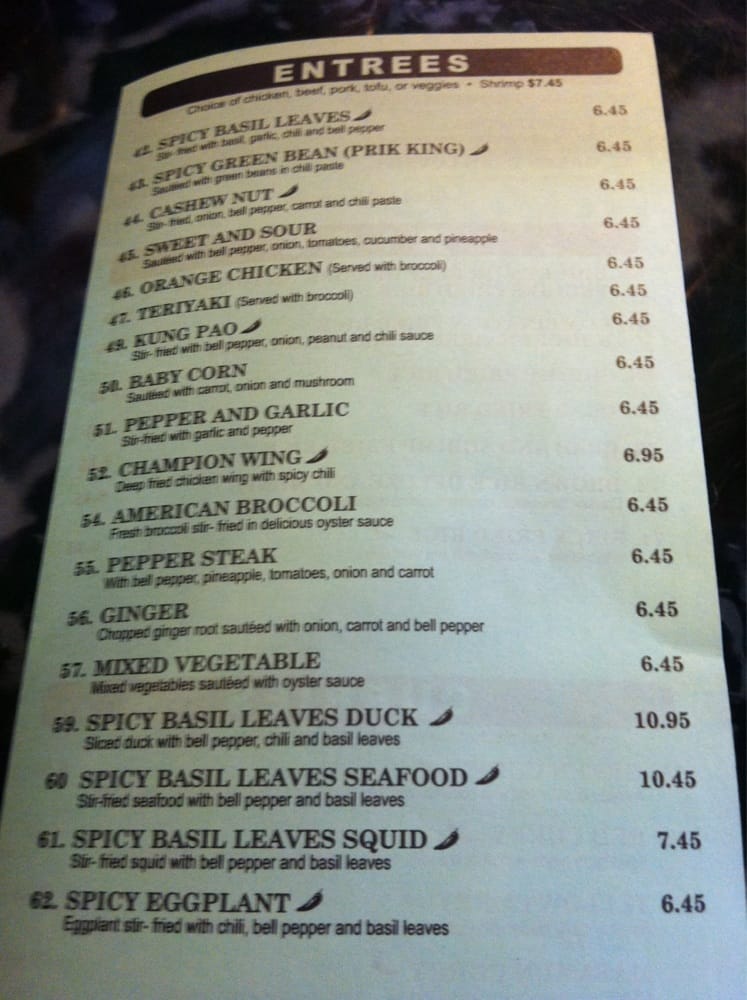 ENTREES
Choice of chicken, beef, pork, tofu, or veggies • Shrimp $7.45
42. SPICY BASIL LEAVES 6.45
Stir-fried with basil, garlic, chili and bell pepper
43. SPICY GREEN BEAN (PRIK KING) 6.45
Sautéed with green beans in chili paste
44. CASHEW NUT 6.45
Stir-fried, onion, bell pepper, carrot and chili paste
45. SWEET AND SOUR 6.45
Sautéed with bell pepper, onion, tomatoes, cucumber and pineapple
46. ORANGE CHICKEN (Served with broccoli) 6.45
47. TERIYAKI (Served with broccoli) 6.45
49. KUNG PAO 6.45
Stir- fried with bell pepper, onion, peanut and chili sauce
50. BABY CORN 6.45
Sautéed with carrot, onion and mushroom
51. PEPPER AND GARLIC 6.45
Stir-fried with garlic and pepper
52. CHAMPION WING 6.95
Deep fried chicken wing with spicy chili
54. AMERICAN BROCCOLI 6.45
Fresh broccoli stir- fried in delicious oyster sauce
55. PEPPER STEAK 6.45
With bell pepper, pineapple, tomatoes, onion and carrot
56. GINGER 6.45
Chopped ginger root sautéed with onion, carrot and bell pepper
57. MIXED VEGETABLE 6.45
Mixed vegetables sautéed with oyster sauce
59. SPICY BASIL LEAVES DUCK 10.95
Sliced duck with bell pepper, chili and basil leaves
60 SPICY BASIL LEAVES SEAFOOD 10.45
Stir-fried seafood with bell pepper and basil leaves
61. SPICY BASIL LEAVES SQUID 7.45
Stir- fried squid with bell pepper and basil leaves
62. SPICY EGGPLANT 6.45
Eggplant stir- fried with chili, bell pepper and basil leaves